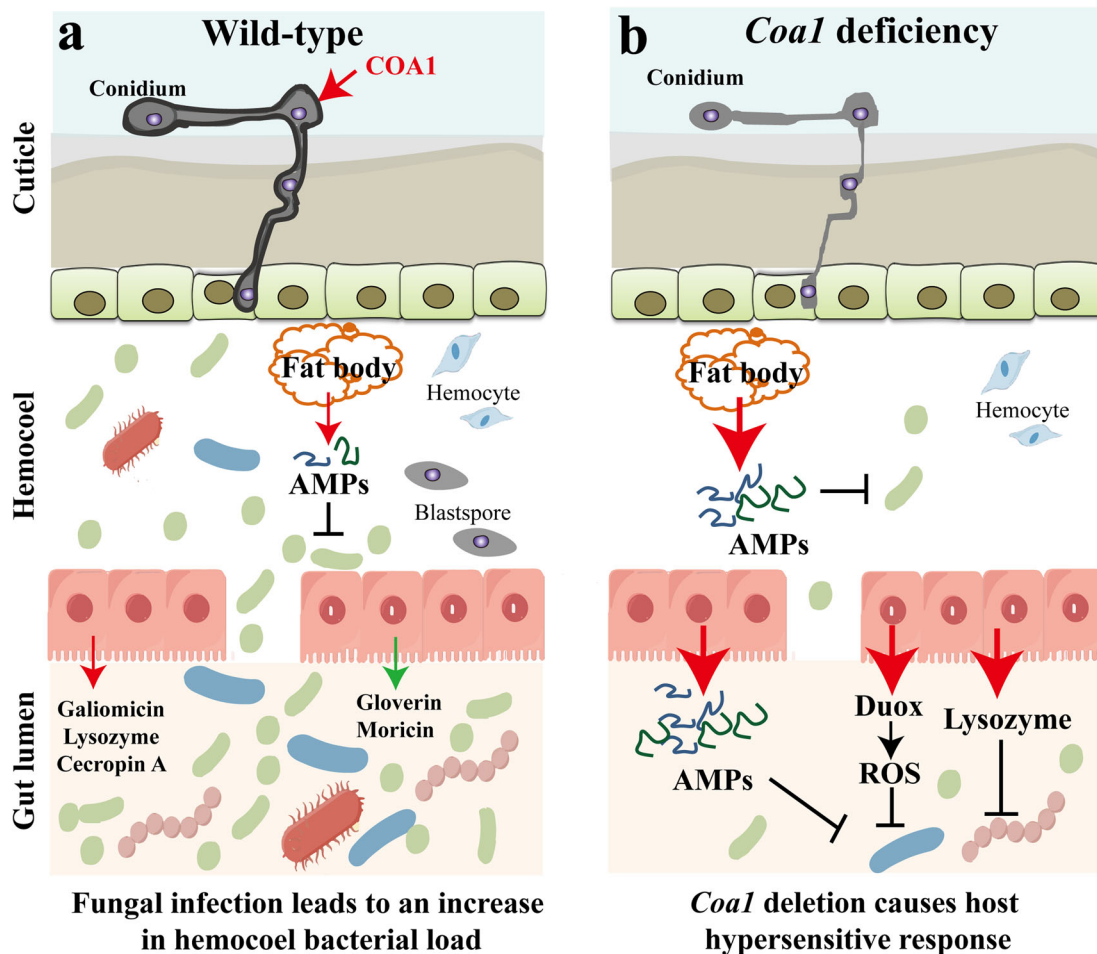 a
Wild-type
COA1
Conidium
Cuticle
Fat body
Hemocyte
Hemocoel
AMPs
Blastspore
Galiomicin
Lysozyme
Cecropin A
Gloverin
Moricin
Gut lumen
Fungal infection leads to an increase
in hemocoel bacterial load
b
Coa1 deficiency
Conidium
Fat body
Hemocyte
AMPs
AMPs
Duox
ROS
Lysozyme
Coa1 deletion causes host
hypersensitive response